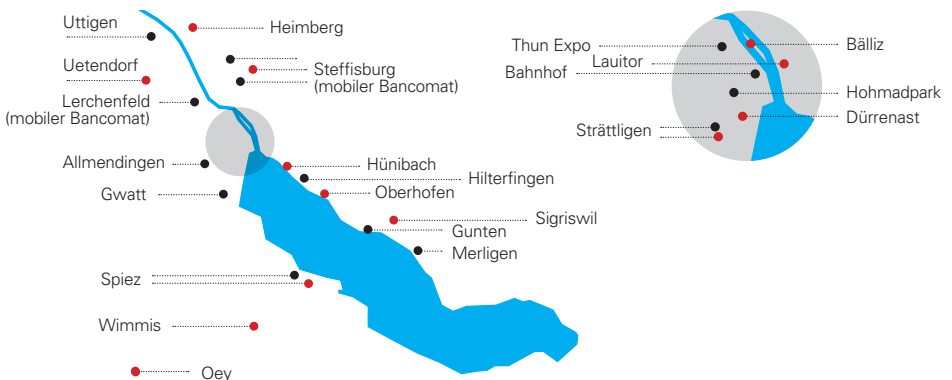 Uttigen
Heimberg
Uetendorf
Steffisburg
(mobiler Bancomat)
Lerchenfeld
(mobiler Bancomat)
Allmendingen
Gwatt
Hünibach
Hilterfingen
Oberhofen
Sigriswil
Gunten
Merligen
Spiez
Wimmis
Oey
Thun Expo
Lauitor
Bahnhof
Strättligen
Bälliz
Hohmadpark
Dürrenast